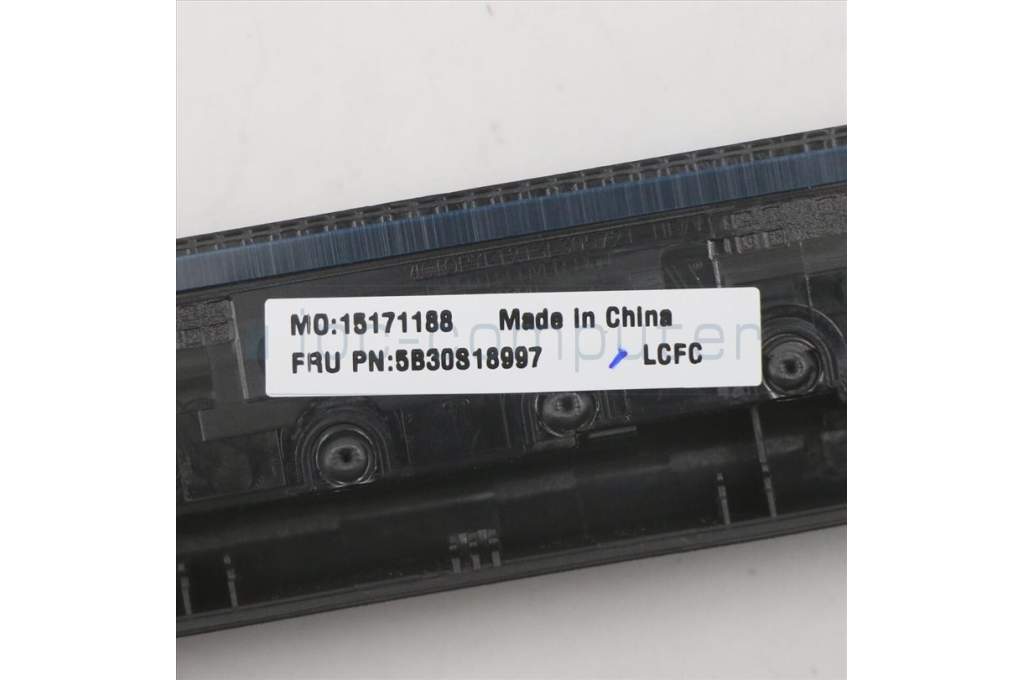 MO:15171188 Made in China
FRU PN:5B30S18997 LCFC